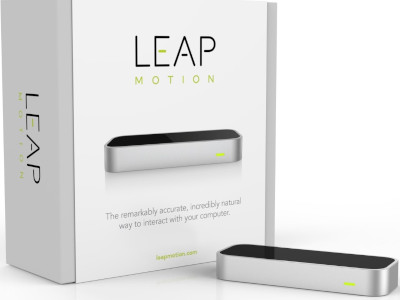 LEAP
MOTION
The remarkably accurate, incredibly natural
way to interact with your computer.
leapmotion.com
LEAP
MOTION